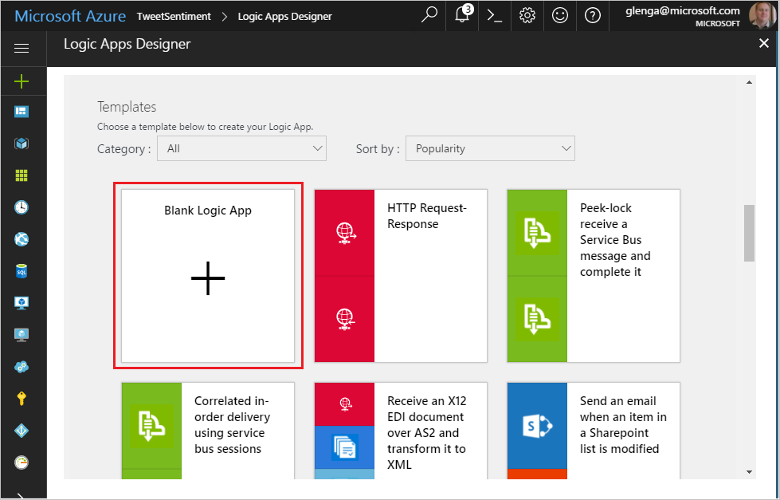 Microsoft Azure TweetSentiment > Logic Apps Designer
3
glenga@microsoft.com
MICROSOFT
Logic Apps Designer
Templates
Choose a template below to create your Logic App.
Category : All
Sort by : Popularity
Blank Logic App
HTTP Request-
Response
Peek-lock
receive a
Service Bus
message and
complete it
Correlated in-
order delivery
using service
bus sessions
Receive an X12
EDI document
over AS2 and
transform it to
XML
Send an email
when an item in
a Sharepoint
list is modified
SQL
S